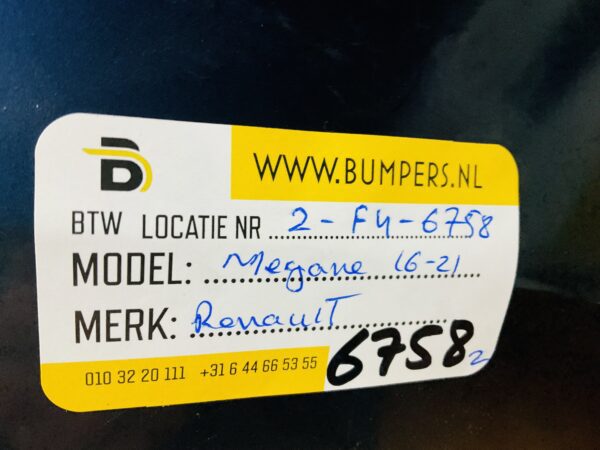 B
WWW.BUMPERS.NL
BTW LOCATIE NR 2-F4-6758
MODEL: Megane 16-21
MERK: Renault
010 32 20 111 +31 6 44 66 53 55
6758 2